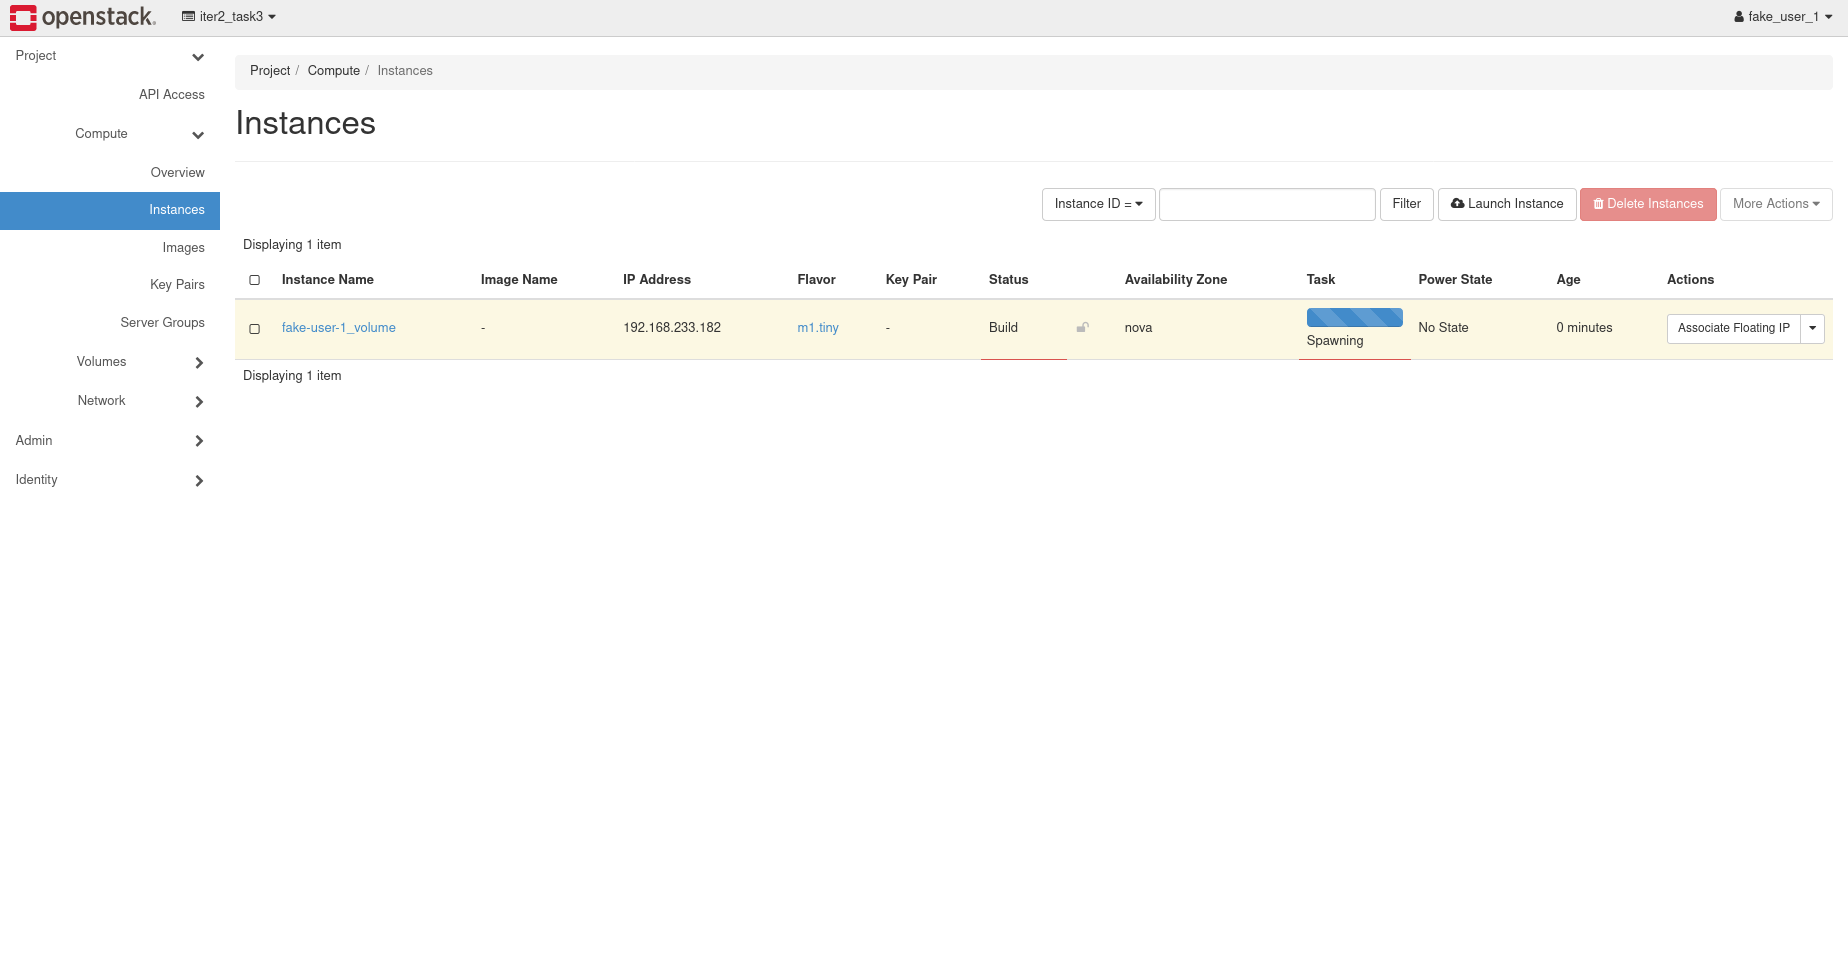 openstack. iter2_task3 fake_user_1
Project
API Access
Compute
Overview
Instances
Images
Key Pairs
Server Groups
Volumes
Network
Admin
Identity
Project / Compute / Instances
Instances
Instance ID = Filter Launch Instance Delete Instances More Actions
Displaying 1 item
Instance Name Image Name IP Address Flavor Key Pair Status Availability Zone Task Power State Age Actions
fake-user-1_volume - 192.168.233.182 m1.tiny - Build nova Spawning No State 0 minutes Associate Floating IP
Displaying 1 item